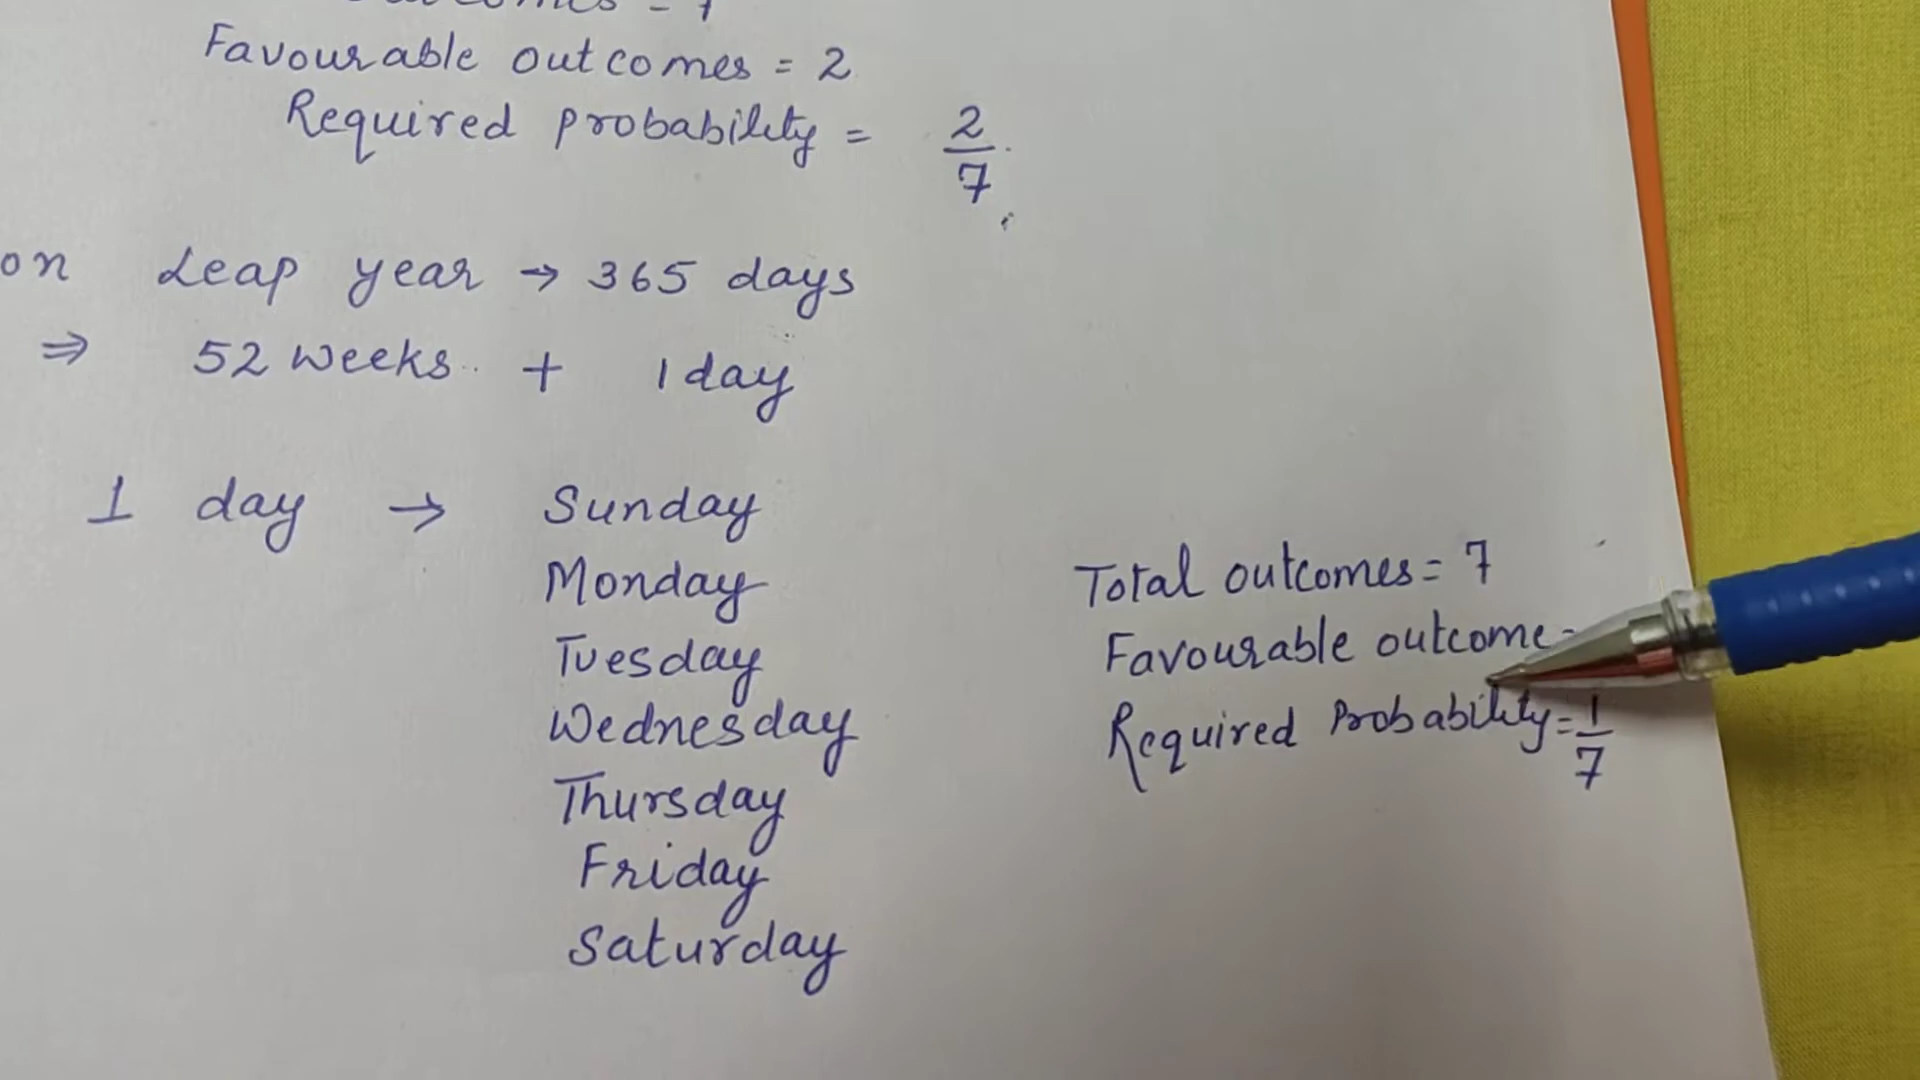 Favourable outcomes = 2
Required probability = 2/7
on Leap year → 365 days
⇒ 52 weeks + 1 day
1 day → Sunday
Monday
Tuesday
Wednesday
Thursday
Friday
Saturday
Total outcomes = 7
Favourable outcome =
Required Probability = 1/7